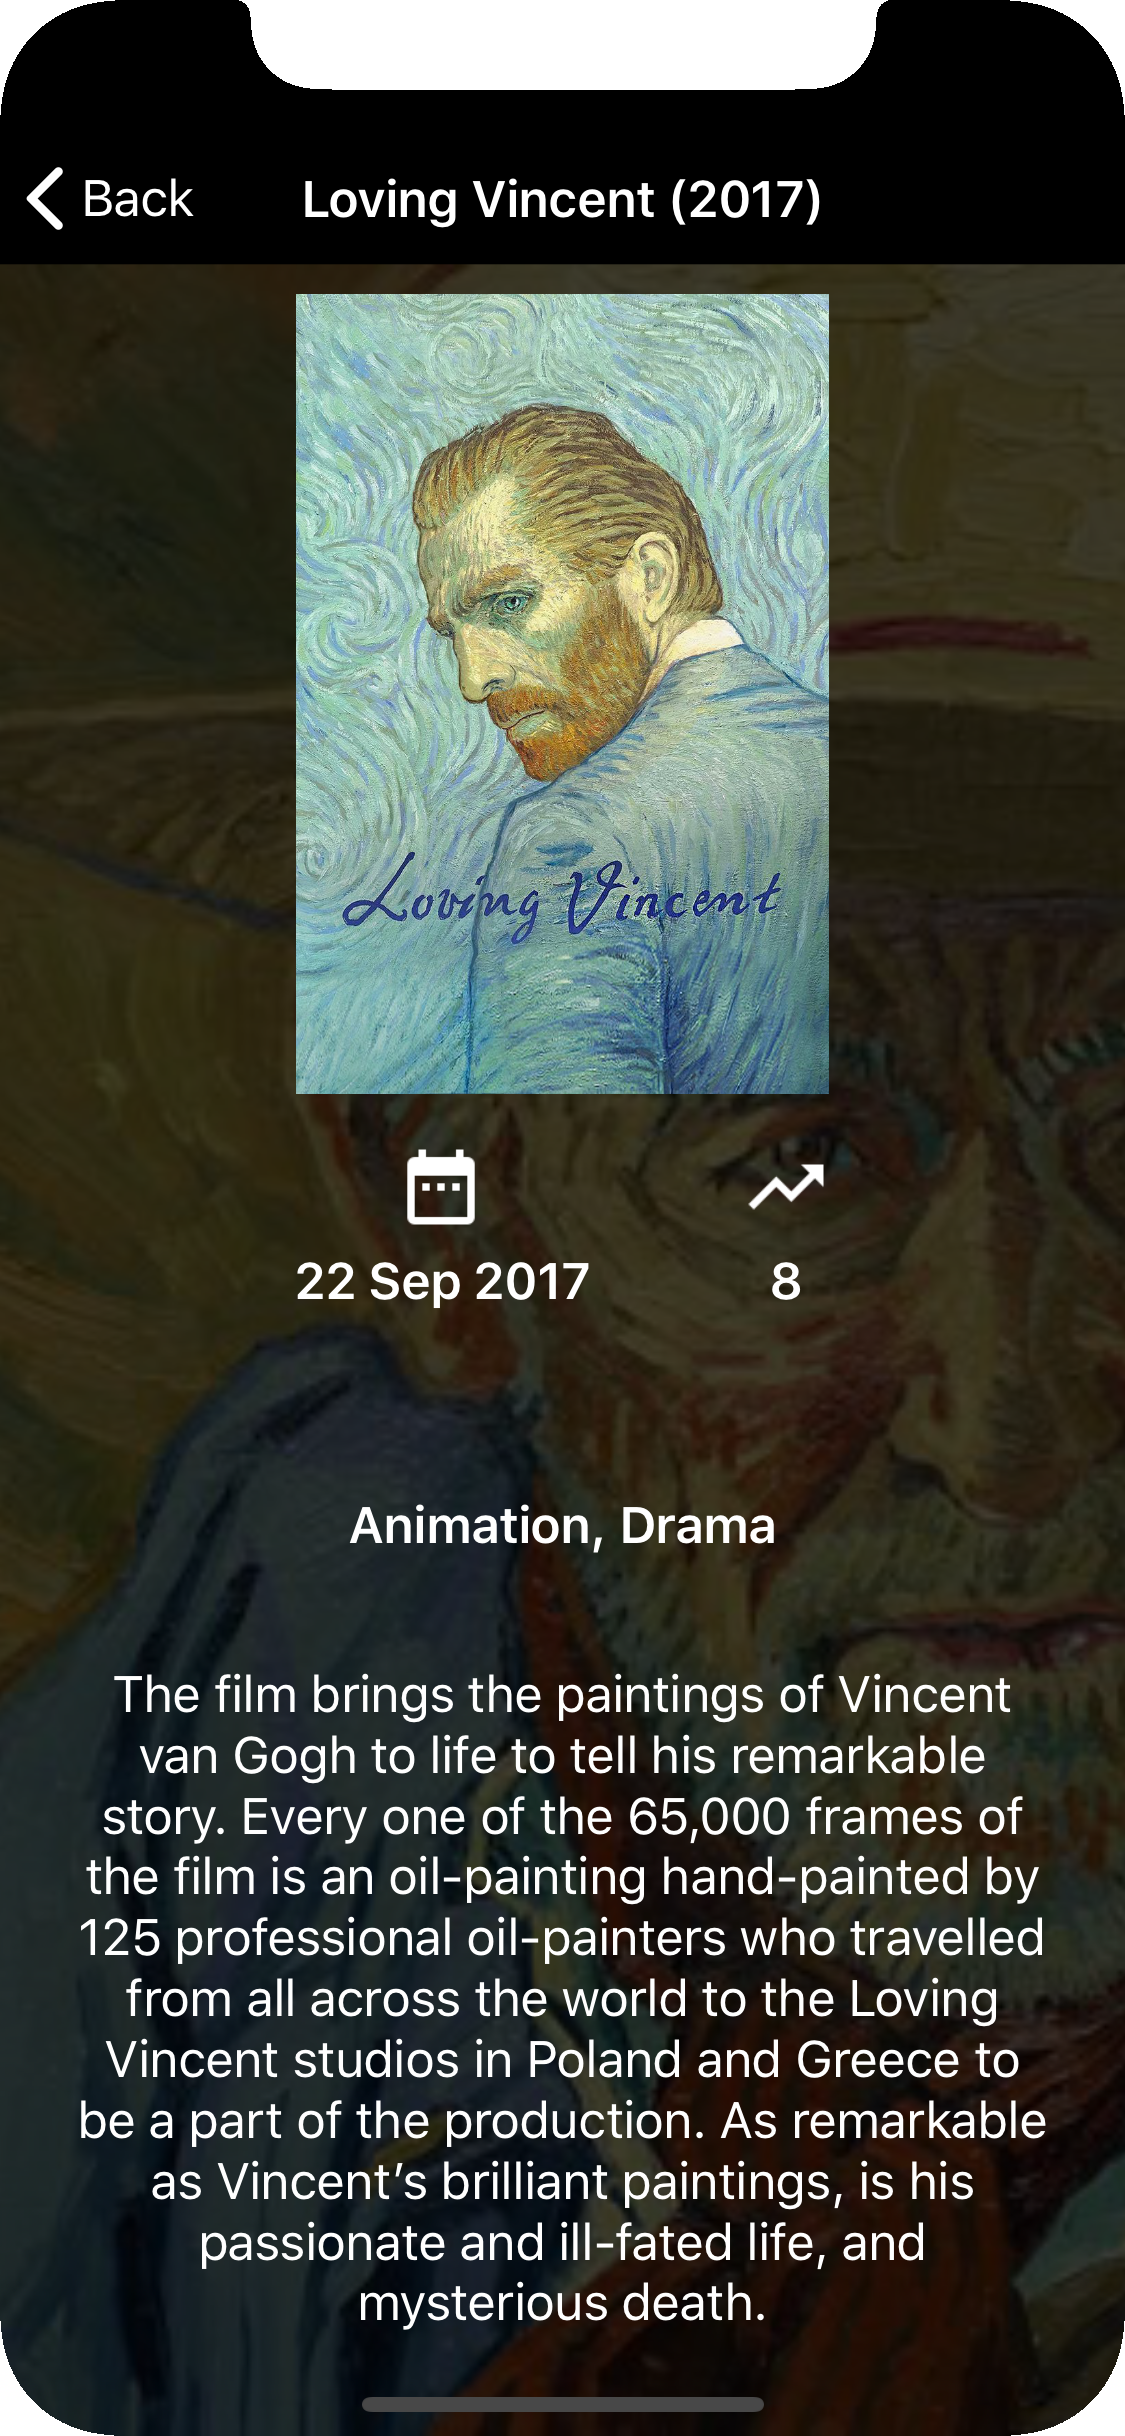 Back
Loving Vincent (2017)
Loving Vincent
22 Sep 2017
8
Animation, Drama
The film brings the paintings of Vincent
van Gogh to life to tell his remarkable
story. Every one of the 65,000 frames of
the film is an oil-painting hand-painted by
125 professional oil-painters who travelled
from all across the world to the Loving
Vincent studios in Poland and Greece to
be a part of the production. As remarkable
as Vincent’s brilliant paintings, is his
passionate and ill-fated life, and
mysterious death.